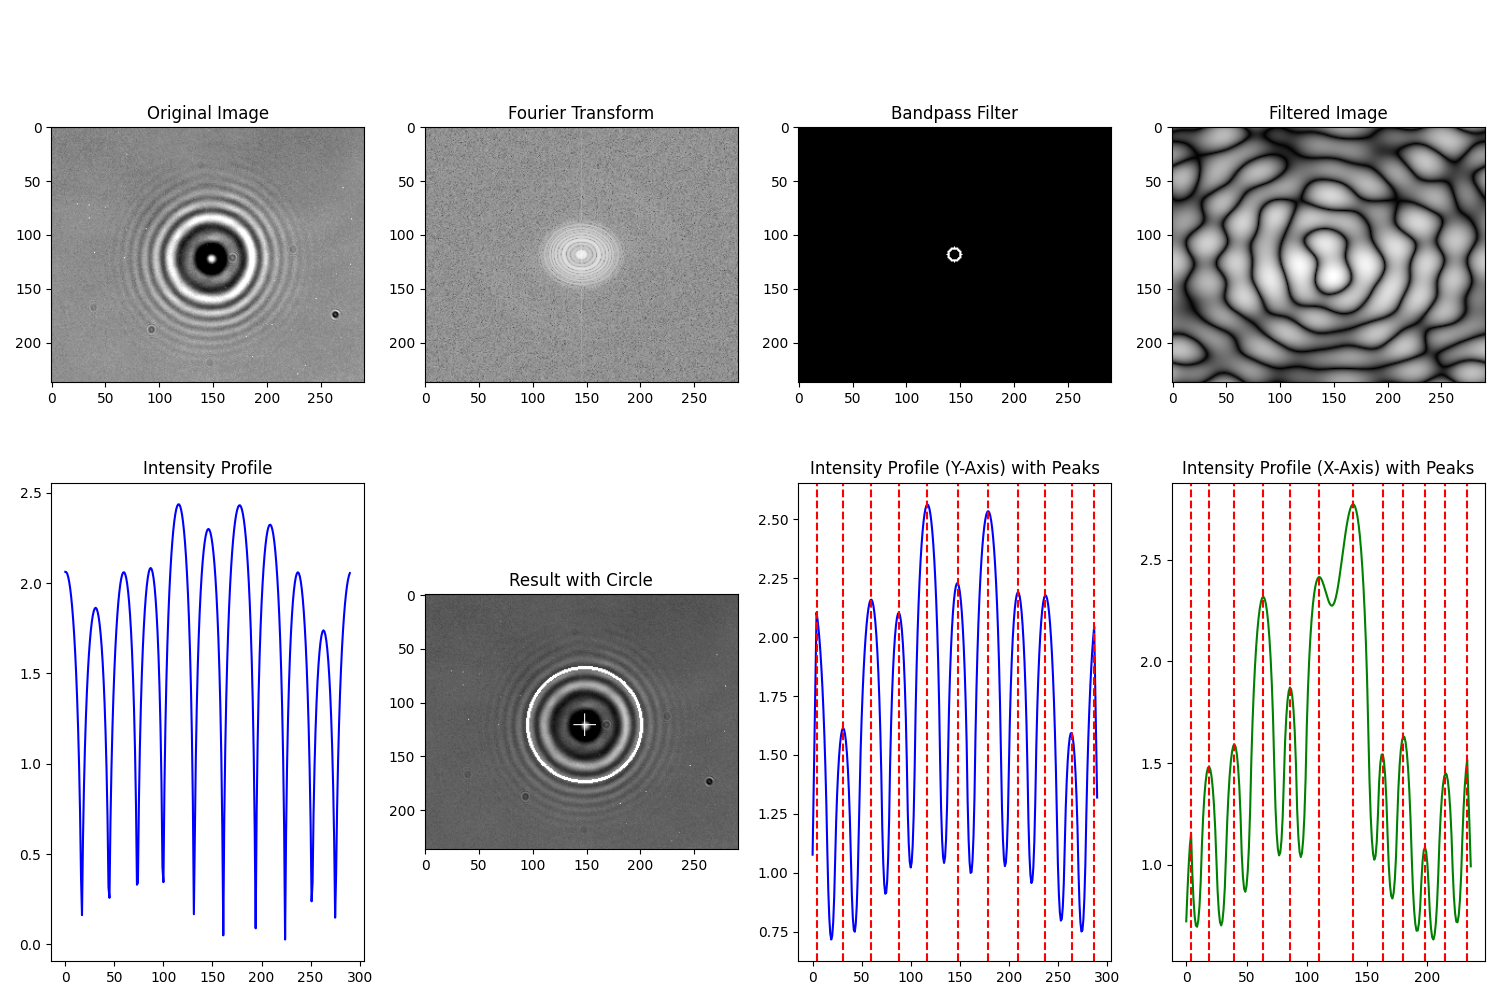 Original Image
Fourier Transform
Bandpass Filter
Filtered Image
0
50
100
150
200
0 50 100 150 200 250
0
50
100
150
200
0 50 100 150 200 250
0
50
100
150
200
0 50 100 150 200 250
0
50
100
150
200
0 50 100 150 200 250
Intensity Profile
2.5
2.0
1.5
1.0
0.5
0.0
0 50 100 150 200 250 300
Result with Circle
0
50
100
150
200
0 50 100 150 200 250
Intensity Profile (Y-Axis) with Peaks
2.50
2.25
2.00
1.75
1.50
1.25
1.00
0.75
0 50 100 150 200 250 300
Intensity Profile (X-Axis) with Peaks
2.5
2.0
1.5
1.0
0 50 100 150 200